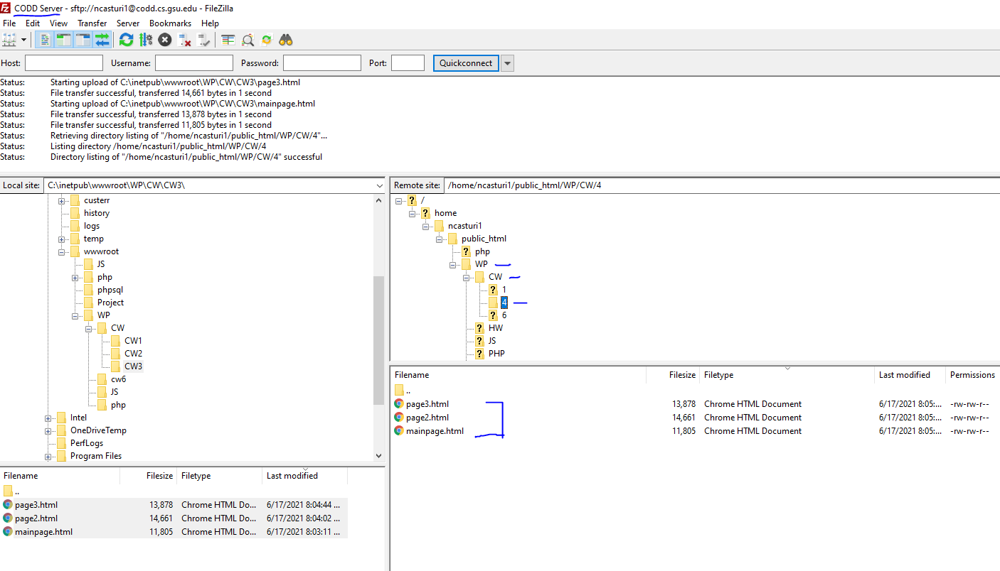 CODD Server - sftp://ncasturi1@codd.cs.gsu.edu - FileZilla
File Edit View Transfer Server Bookmarks Help
Host: Username: Password: Port: Quickconnect
Status: Starting upload of C:\inetpub\wwwroot\WP\CW\CW3\page3.html
Status: File transfer successful, transferred 14,661 bytes in 1 second
Status: Starting upload of C:\inetpub\wwwroot\WP\CW\CW3\mainpage.html
Status: File transfer successful, transferred 13,878 bytes in 1 second
Status: File transfer successful, transferred 11,805 bytes in 1 second
Status: Retrieving directory listing of "/home/ncasturi1/public_html/WP/CW/4"...
Status: Listing directory /home/ncasturi1/public_html/WP/CW/4
Status: Directory listing of "/home/ncasturi1/public_html/WP/CW/4" successful
Local site: C:\inetpub\wwwroot\WP\CW\CW3\
custerr
history
logs
temp
wwwroot
JS
php
phpsql
Project
WP
CW
CW1
CW2
CW3
cw6
JS
php
Intel
OneDriveTemp
PerfLogs
Program Files
Filename Filesize Filetype Last modified
..
page3.html 13,878 Chrome HTML Do... 6/17/2021 8:04:44 ...
page2.html 14,661 Chrome HTML Do... 6/17/2021 8:04:02 ...
mainpage.html 11,805 Chrome HTML Do... 6/17/2021 8:03:11 ...
Remote site: /home/ncasturi1/public_html/WP/CW/4
/
home
ncasturi1
public_html
php
WP
CW
1
4
6
HW
JS
PHP
Filename Filesize Filetype Last modified Permissions
..
page3.html 13,878 Chrome HTML Document 6/17/2021 8:05:... -rw-rw-r--
page2.html 14,661 Chrome HTML Document 6/17/2021 8:05:... -rw-rw-r--
mainpage.html 11,805 Chrome HTML Document 6/17/2021 8:05:... -rw-rw-r--